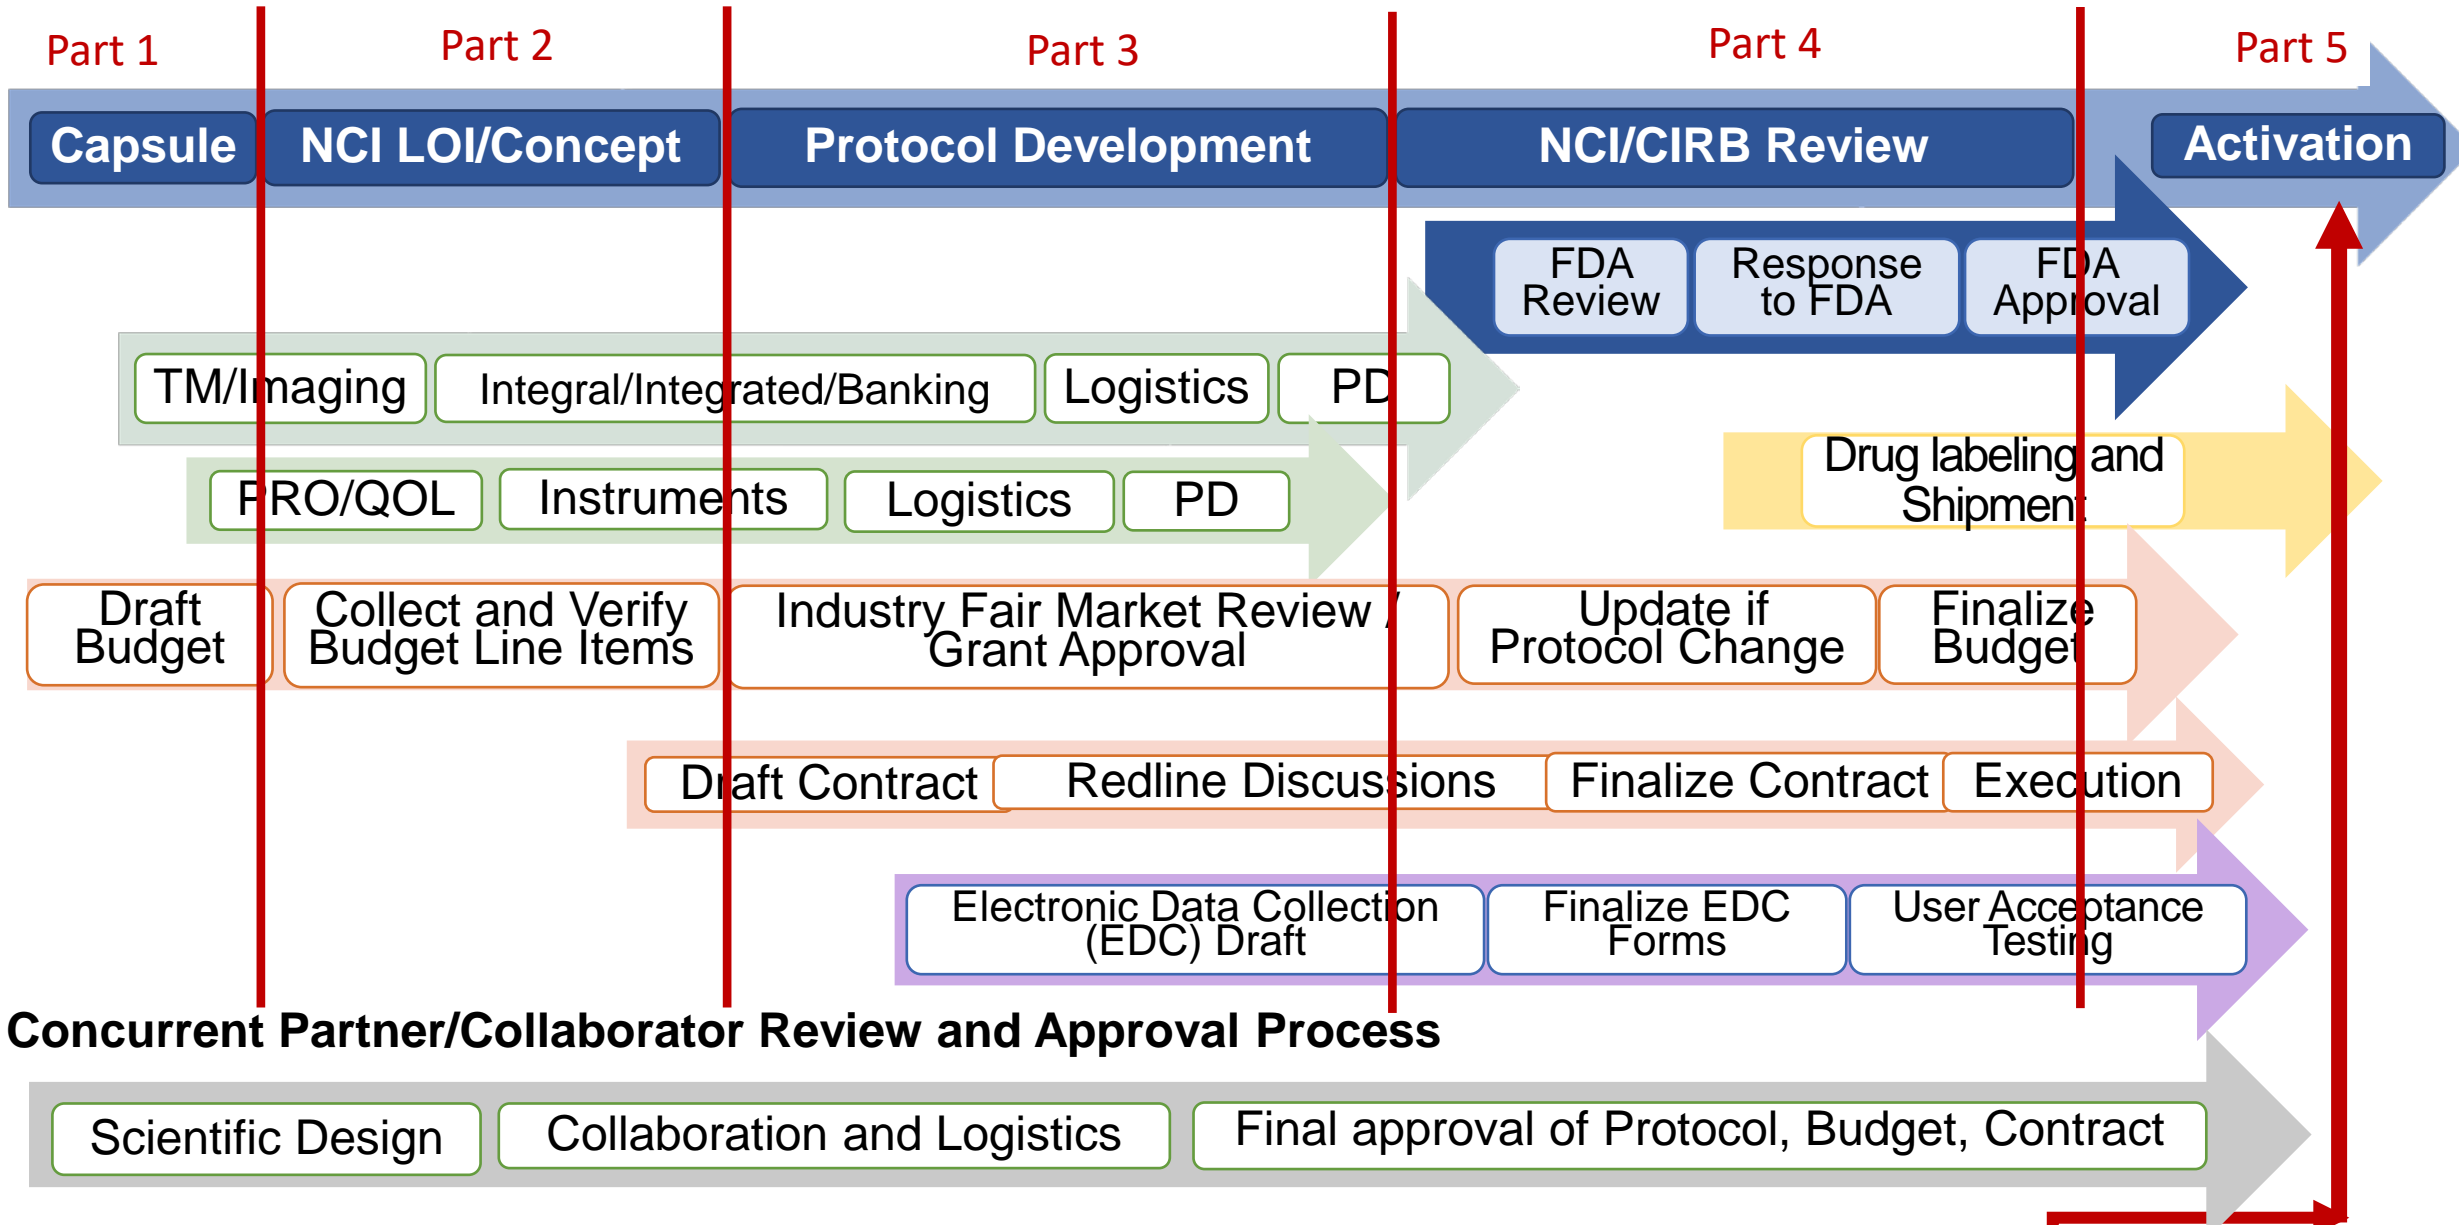 Part 1
Part 2
Part 3
Part 4
Part 5
Capsule
NCI LOI/Concept
Protocol Development
NCI/CIRB Review
Activation
FDA
Review
Response
to FDA
FDA
Approval
TM/Imaging
Integral/Integrated/Banking
Logistics
PD
PRO/QOL
Instruments
Logistics
PD
Drug labeling and
Shipment
Draft
Budget
Collect and Verify
Budget Line Items
Industry Fair Market Review /
Grant Approval
Update if
Protocol Change
Finalize
Budget
Draft Contract
Redline Discussions
Finalize Contract
Execution
Electronic Data Collection
(EDC) Draft
Finalize EDC
Forms
User Acceptance
Testing
Concurrent Partner/Collaborator Review and Approval Process
Scientific Design
Collaboration and Logistics
Final approval of Protocol, Budget, Contract